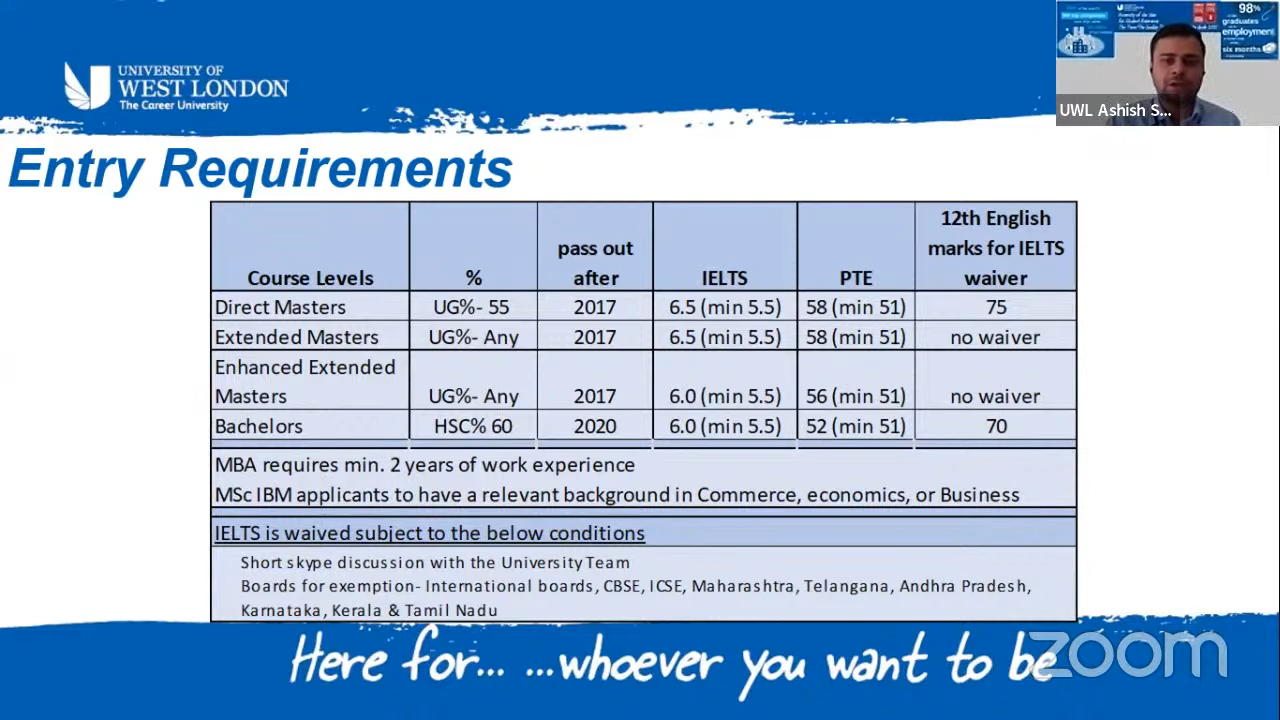 UNIVERSITY OF
WEST LONDON
The Career University
98%
graduates
employment
six months
UWL Ashish S...
Entry Requirements
Course Levels % pass out after IELTS PTE 12th English marks for IELTS waiver
Direct Masters UG%- 55 2017 6.5 (min 5.5) 58 (min 51) 75
Extended Masters UG%- Any 2017 6.5 (min 5.5) 58 (min 51) no waiver
Enhanced Extended
Masters UG%- Any 2017 6.0 (min 5.5) 56 (min 51) no waiver
Bachelors HSC% 60 2020 6.0 (min 5.5) 52 (min 51) 70
MBA requires min. 2 years of work experience
MSc IBM applicants to have a relevant background in Commerce, economics, or Business
IELTS is waived subject to the below conditions
Short skype discussion with the University Team
Boards for exemption- International boards, CBSE, ICSE, Maharashtra, Telangana, Andhra Pradesh,
Karnataka, Kerala & Tamil Nadu
Here for... ...whoever you want to be
zoom